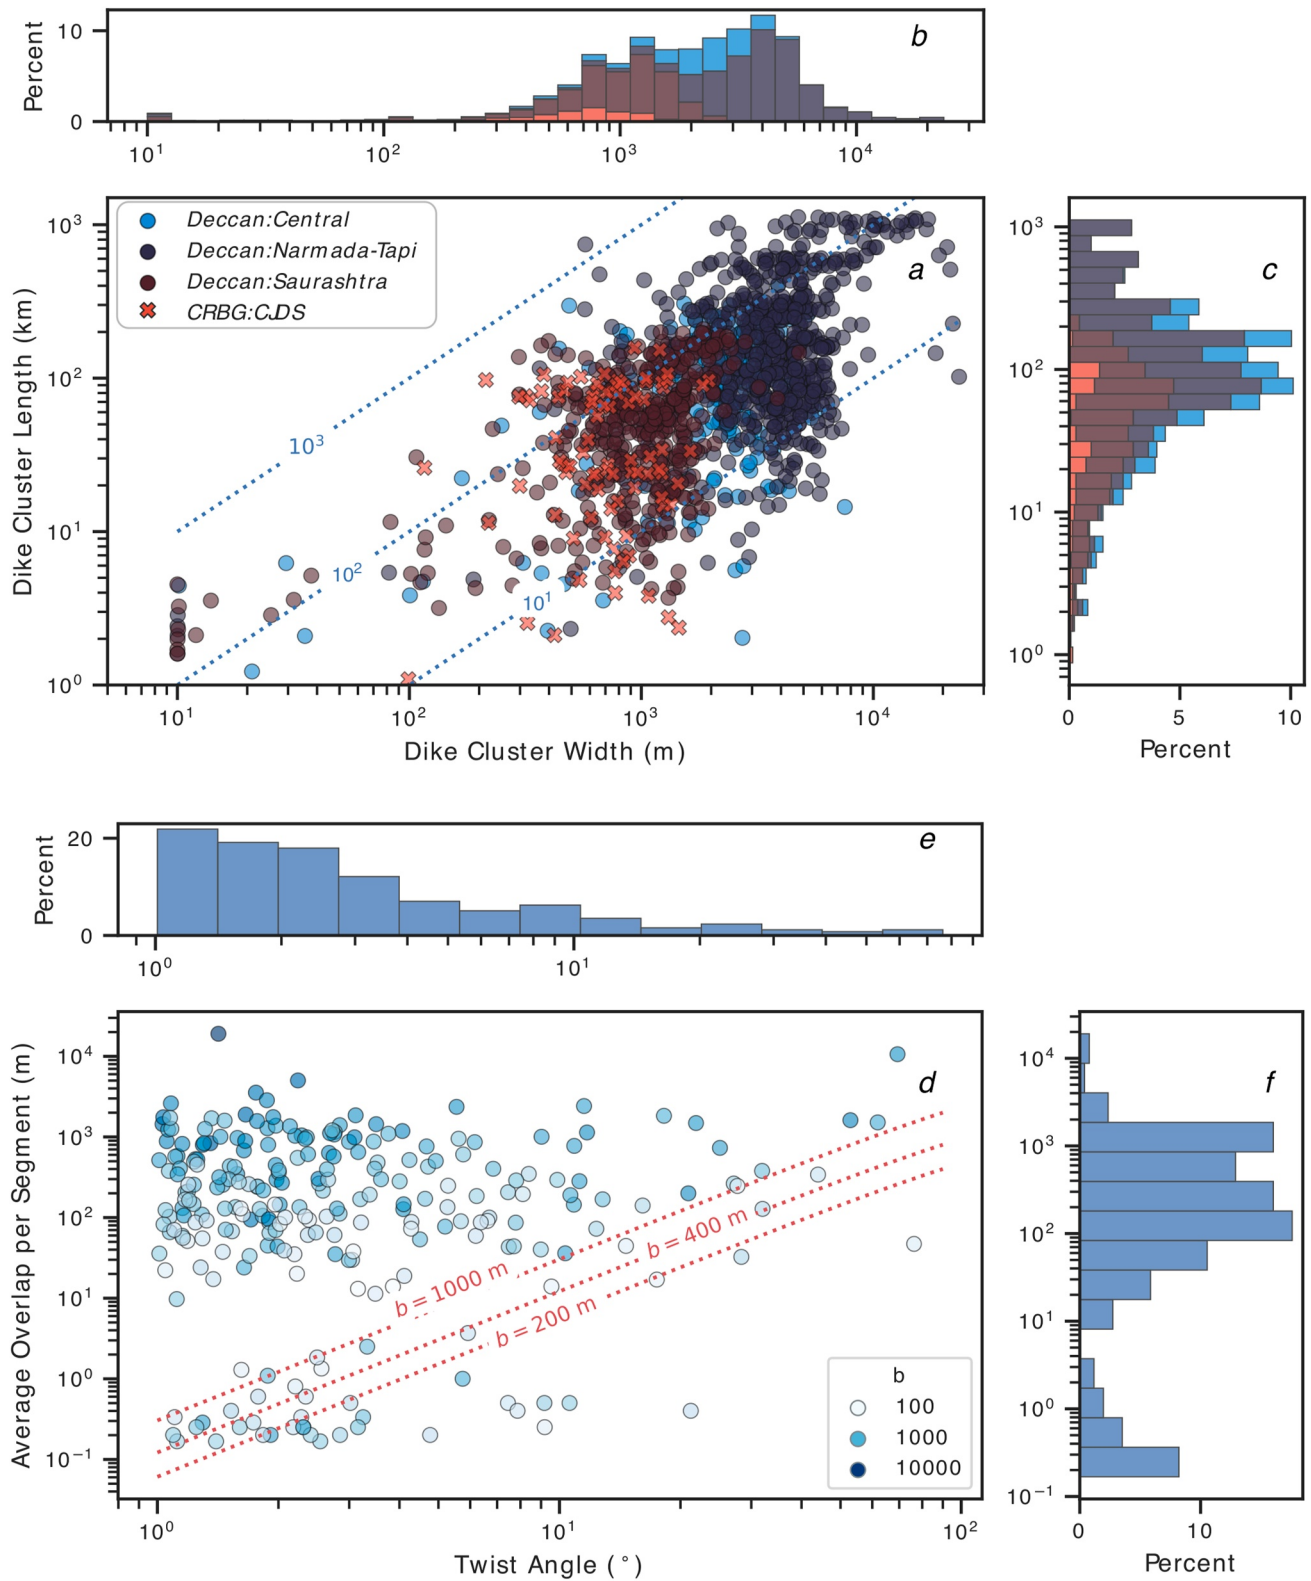 Percent
10
0
b
10¹
10²
10³
10⁴
Dike Cluster Length (km)
10³
10²
10¹
10⁰
Deccan:Central
Deccan:Narmada-Tapi
Deccan:Saurashtra
CRBG:CJDS
a
10³
10²
10¹
10¹
10²
10³
10⁴
Dike Cluster Width (m)
10³
10²
10¹
10⁰
c
0
5
10
Percent
Percent
20
0
e
10⁰
10¹
Average Overlap per Segment (m)
10⁴
10³
10²
10¹
10⁰
10⁻¹
d
b = 1000 m
b = 400 m
b = 200 m
b
100
1000
10000
10⁰
10¹
10²
Twist Angle (°)
10⁴
10³
10²
10¹
10⁰
10⁻¹
f
0
10
Percent